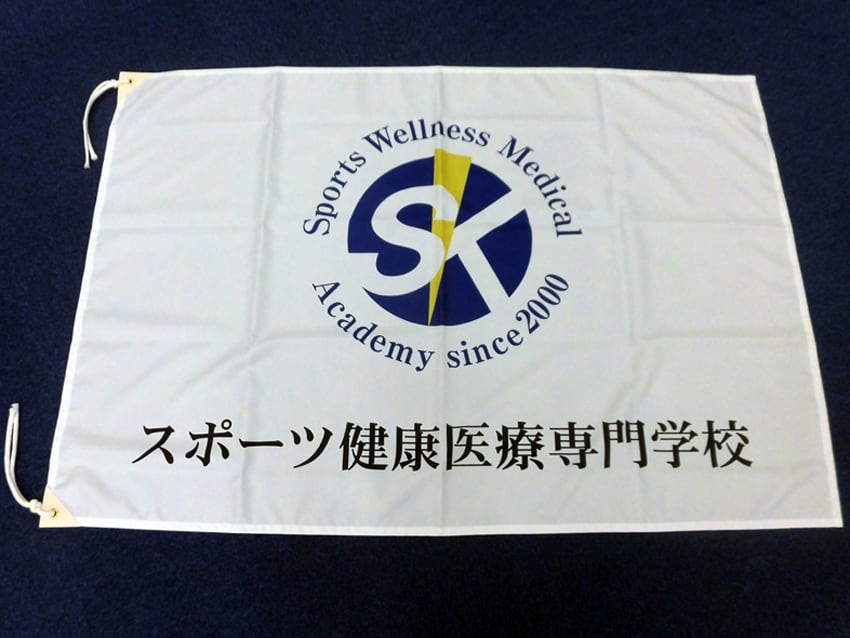 Sports Wellness Medical
SK
Academy since 2000
スポーツ健康医療専門学校